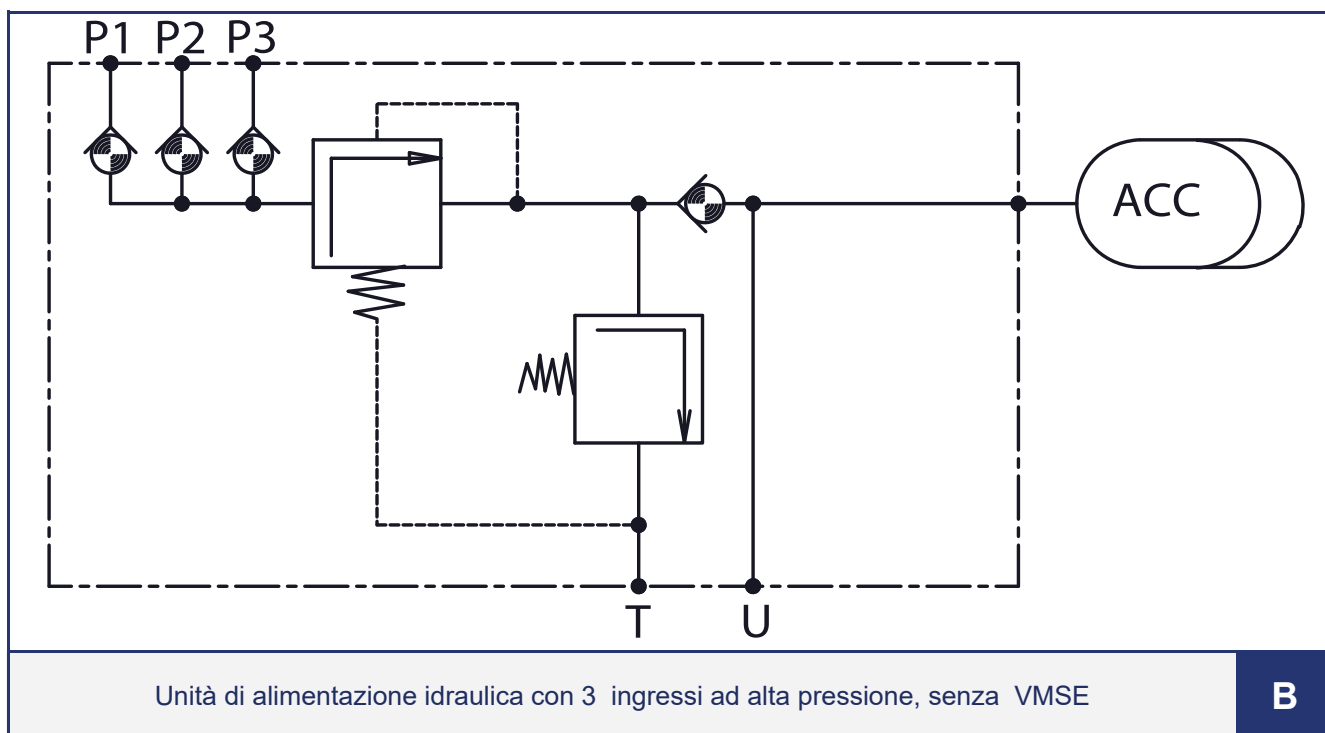 P1 P2 P3
ACC
T U
Unità di alimentazione idraulica con 3 ingressi ad alta pressione, senza VMSE
B